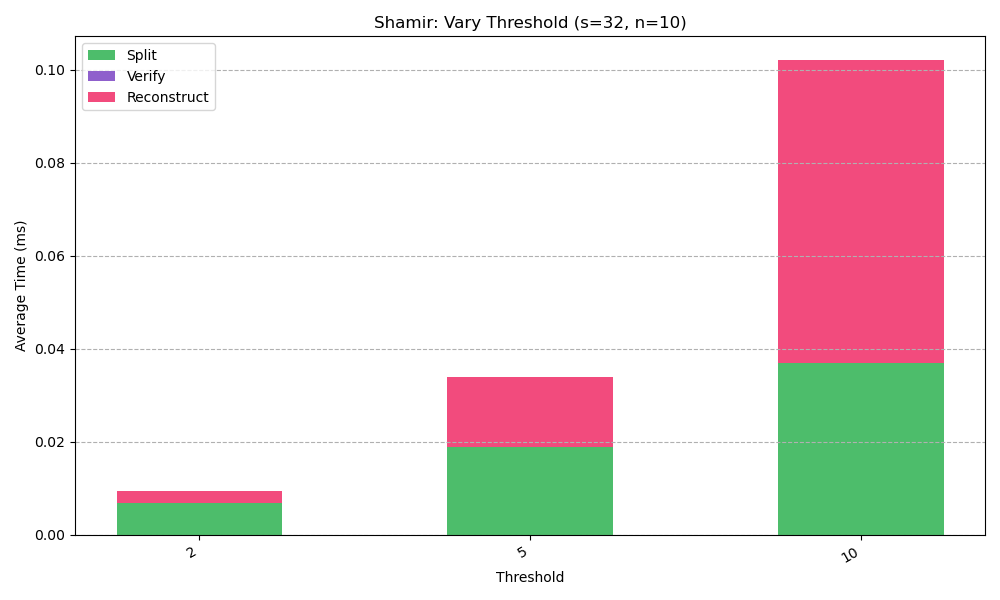 Shamir: Vary Threshold (s=32, n=10)
Split
Verify
Reconstruct
Average Time (ms)
0.10
0.08
0.06
0.04
0.02
0.00
2
5
10
Threshold